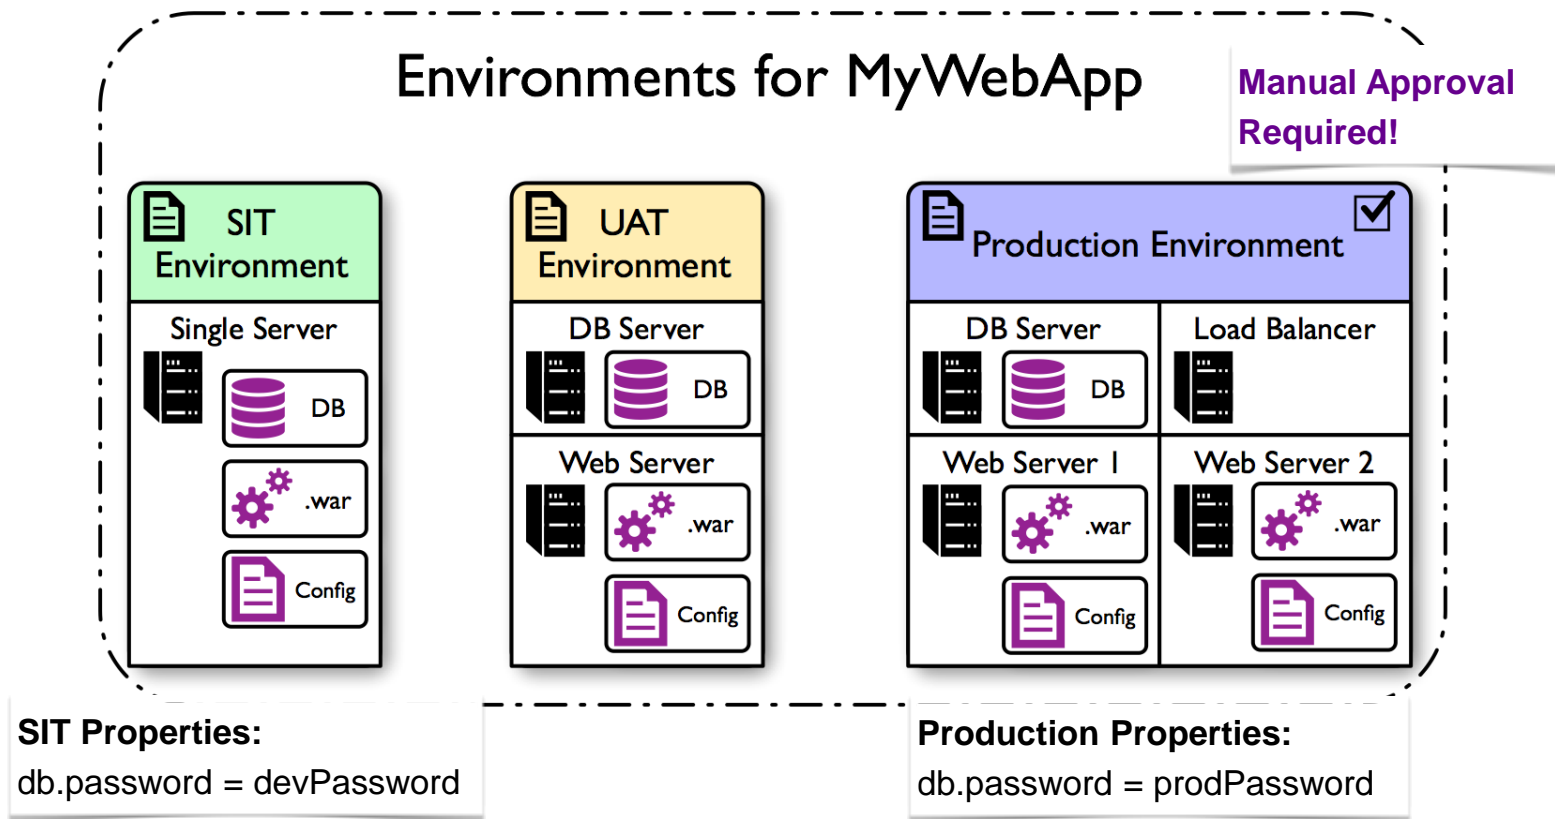 Environments for MyWebApp
Manual Approval
Required!
SIT
Environment
Single Server
DB
.war
Config
UAT
Environment
DB Server
DB
Web Server
.war
Config
Production Environment
DB Server
DB
Load Balancer
Web Server 1
.war
Config
Web Server 2
.war
Config
SIT Properties:
db.password = devPassword
Production Properties:
db.password = prodPassword